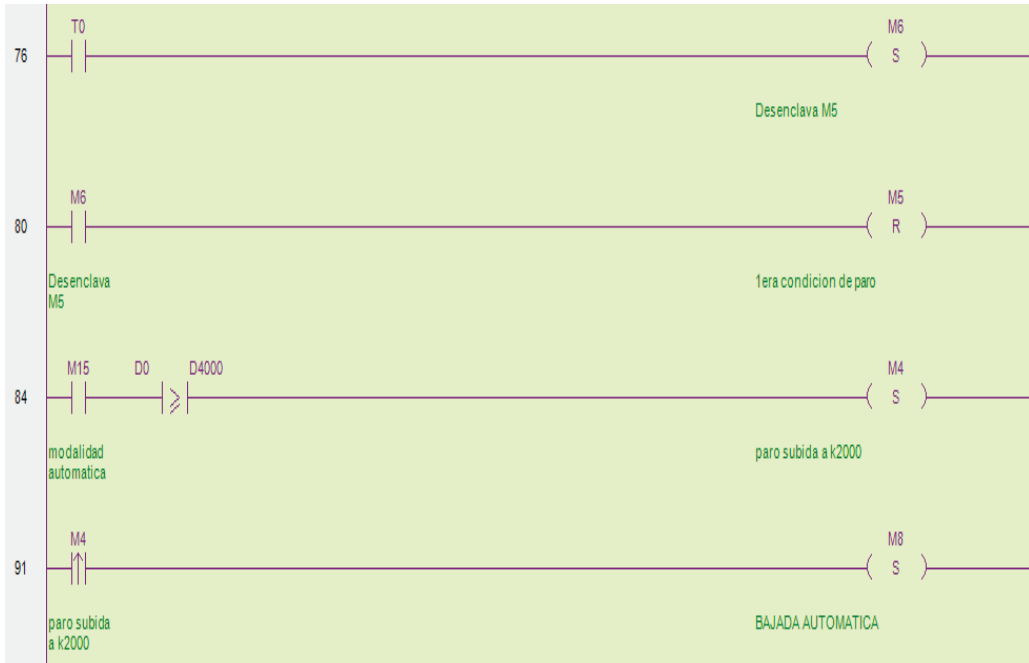 T0
M6
76
( S )
Desenclava M5
M6
M5
80
( R )
Desenclava
M5
1era condicion de paro
M15
D0
D4000
M4
84
≥
( S )
modalidad
automatica
paro subida a k2000
M4
M8
91
( S )
paro subida
a k2000
BAJADA AUTOMATICA